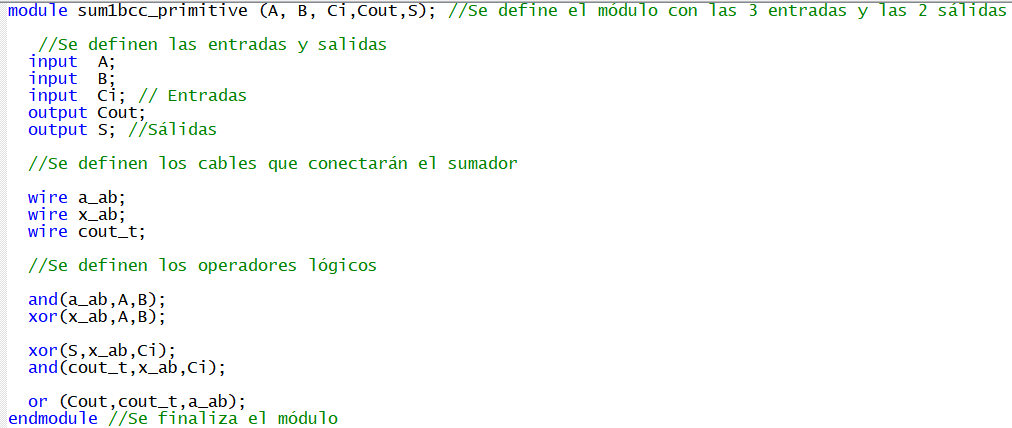 module sum1bcc_primitive (A, B, Ci,Cout,S); //Se define el módulo con las 3 entradas y las 2 sálidas
//Se definen las entradas y salidas
input  A;
input  B;
input  Ci; // Entradas
output Cout;
output S; //Sálidas
//Se definen los cables que conectarán el sumador
wire a_ab;
wire x_ab;
wire cout_t;
//Se definen los operadores lógicos
and(a_ab,A,B);
xor(x_ab,A,B);
xor(S,x_ab,Ci);
and(cout_t,x_ab,Ci);
or (Cout,cout_t,a_ab);
endmodule //Se finaliza el módulo